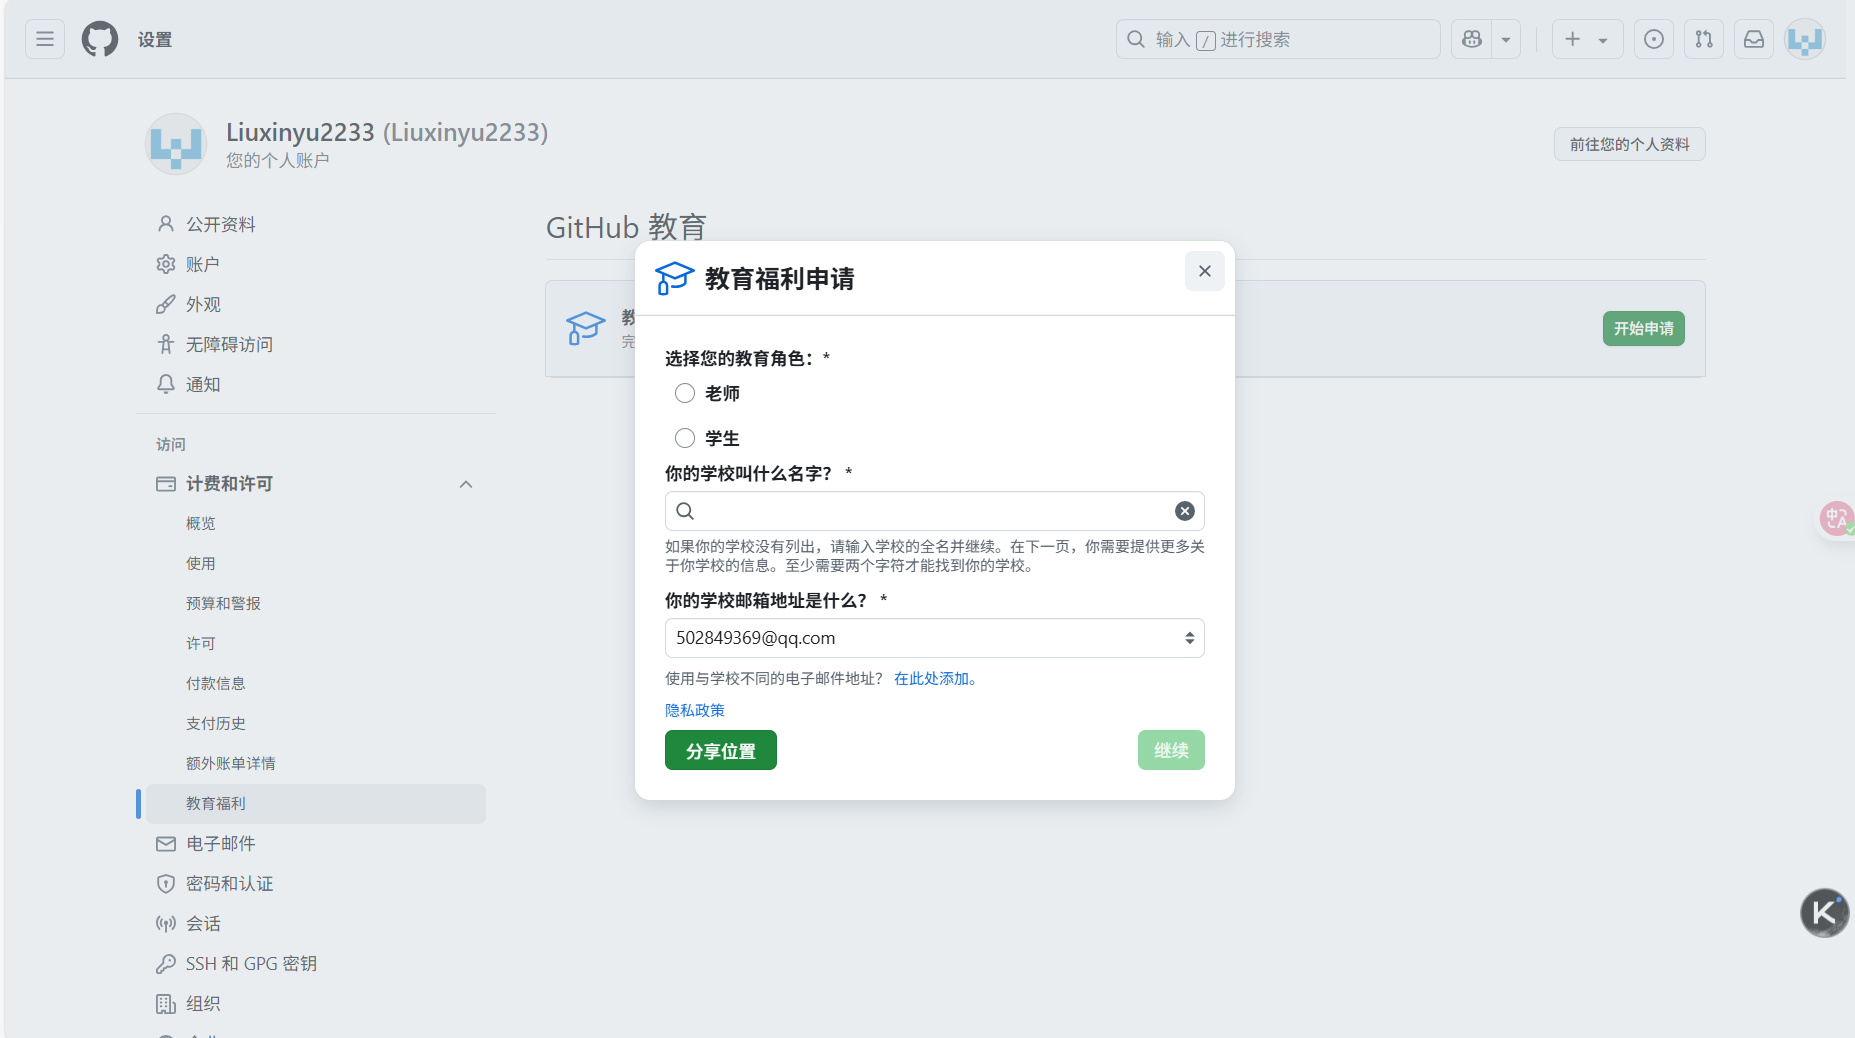 设置
输入 / 进行搜索
Liuxinyu2233 (Liuxinyu2233)
您的个人账户
前往您的个人资料
公开资料
账户
外观
无障碍访问
通知
访问
计费和许可
概览
使用
预算和警报
许可
付款信息
支付历史
额外账单详情
教育福利
电子邮件
密码和认证
会话
SSH 和 GPG 密钥
组织
GitHub 教育
教
完
开始申请
教育福利申请
选择您的教育角色：*
老师
学生
你的学校叫什么名字？ *
如果你的学校没有列出，请输入学校的全名并继续。在下一页，你需要提供更多关
于你学校的信息。至少需要两个字符才能找到你的学校。
你的学校邮箱地址是什么？ *
502849369@qq.com
使用与学校不同的电子邮件地址？ 在此处添加。
隐私政策
分享位置
继续
中A
K